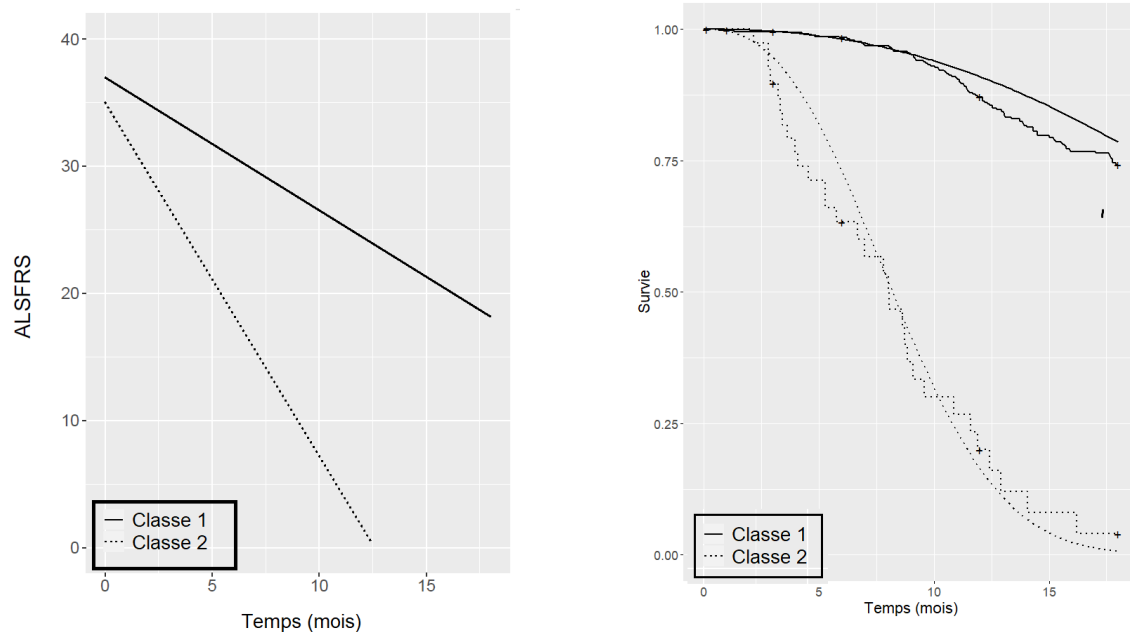 40
30
20
10
0
ALSFRS
Classe 1
Classe 2
0
5
10
15
Temps (mois)
1.00
0.75
0.50
0.25
0.00
Survie
Classe 1
Classe 2
0
5
10
15
Temps (mois)